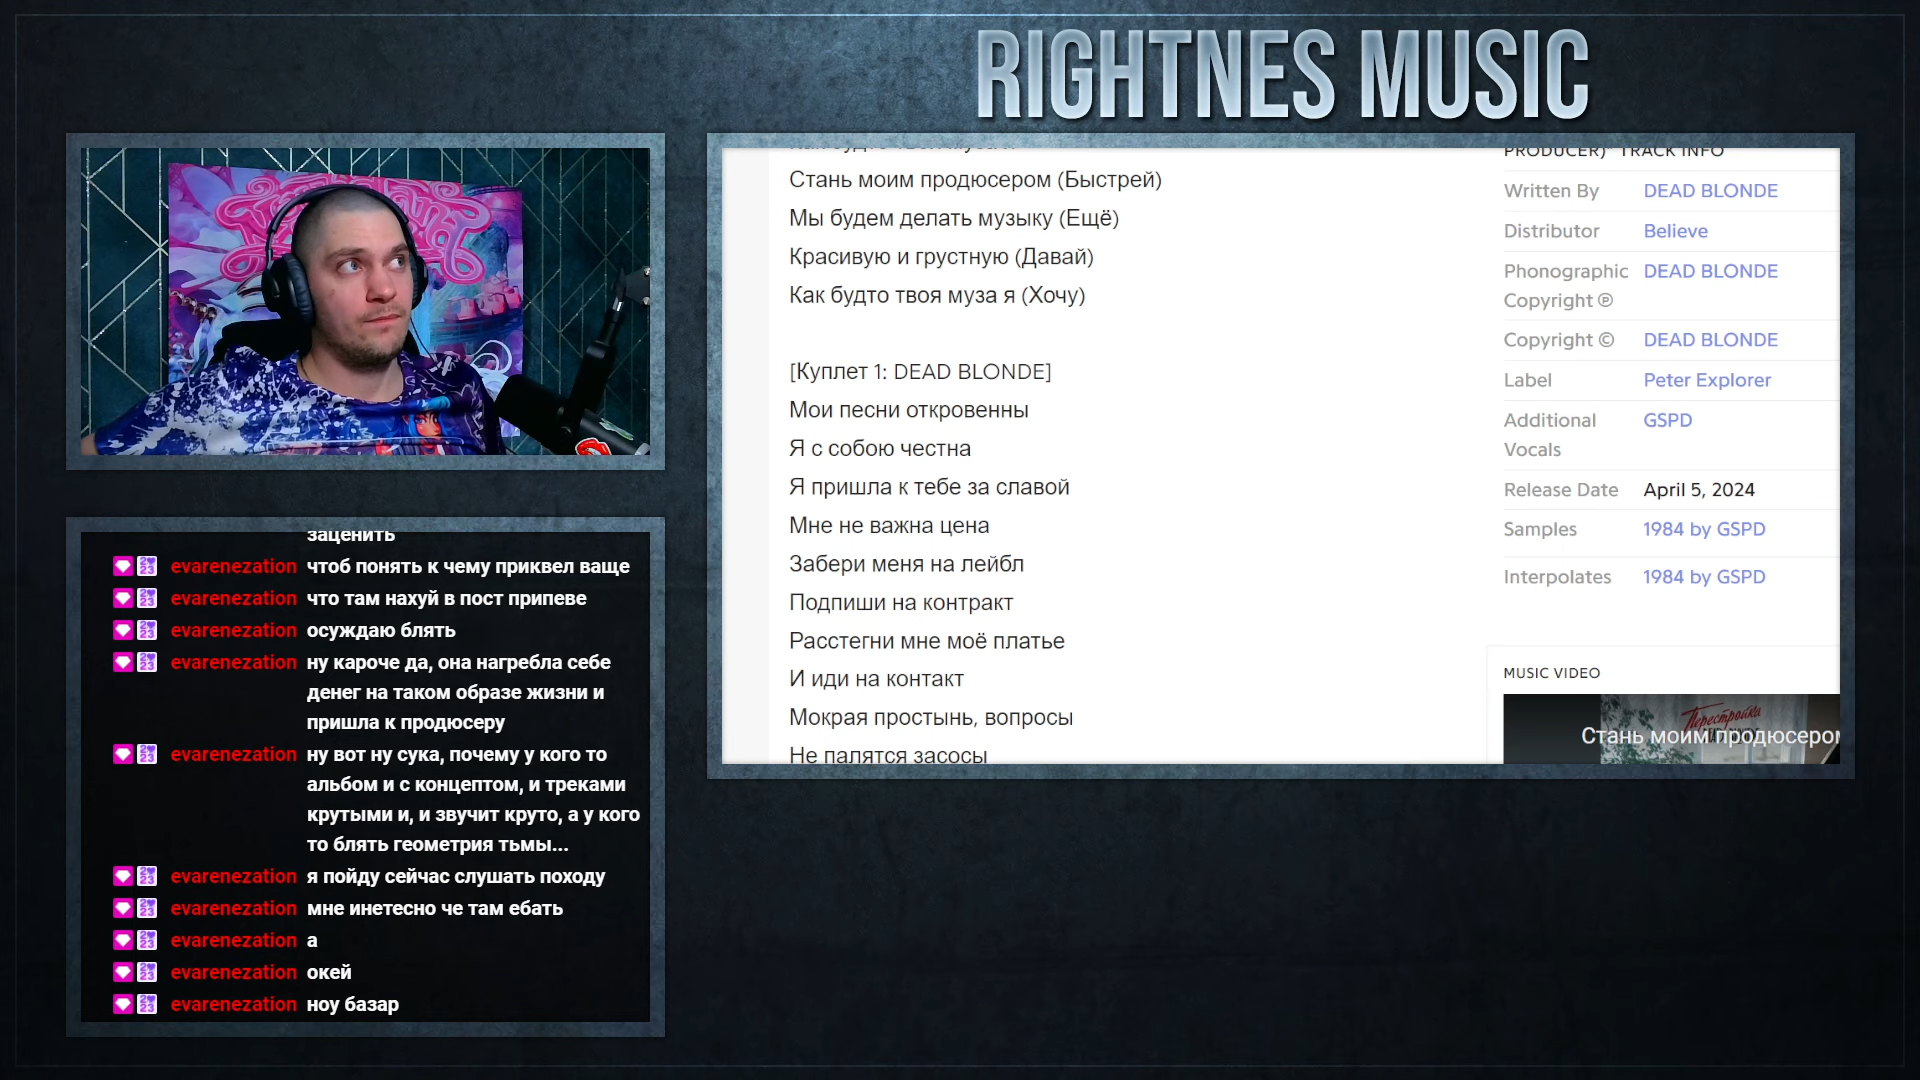 RIGHTNES MUSIC
Стань моим продюсером (Быстрей)
Мы будем делать музыку (Ещё)
Красивую и грустную (Давай)
Как будто твоя муза я (Хочу)
[Куплет 1: DEAD BLONDE]
Мои песни откровенны
Я с собою честна
Я пришла к тебе за славой
Мне не важна цена
Забери меня на лейбл
Подпиши на контракт
Расстегни мне моё платье
И иди на контакт
Мокрая простынь, вопросы
Не палятся засосы
PRODUCER)" TRACK INFO
Written By DEAD BLONDE
Distributor Believe
Phonographic DEAD BLONDE
Copyright ℗
Copyright © DEAD BLONDE
Label Peter Explorer
Additional GSPD
Vocals
Release Date April 5, 2024
Samples 1984 by GSPD
Interpolates 1984 by GSPD
MUSIC VIDEO
Перестройка
Стань моим продюсером
заценить
evarenezation чтоб понять к чему приквел ваще
evarenezation что там нахуй в пост припеве
evarenezation осуждаю блять
evarenezation ну кароче да, она нагребла себе
денег на таком образе жизни и
пришла к продюсеру
evarenezation ну вот ну сука, почему у кого то
альбом и с концептом, и треками
крутыми и, и звучит круто, а у кого
то блять геометрия тьмы...
evarenezation я пойду сейчас слушать походу
evarenezation мне инетесно че там ебать
evarenezation а
evarenezation окей
evarenezation ноу базар